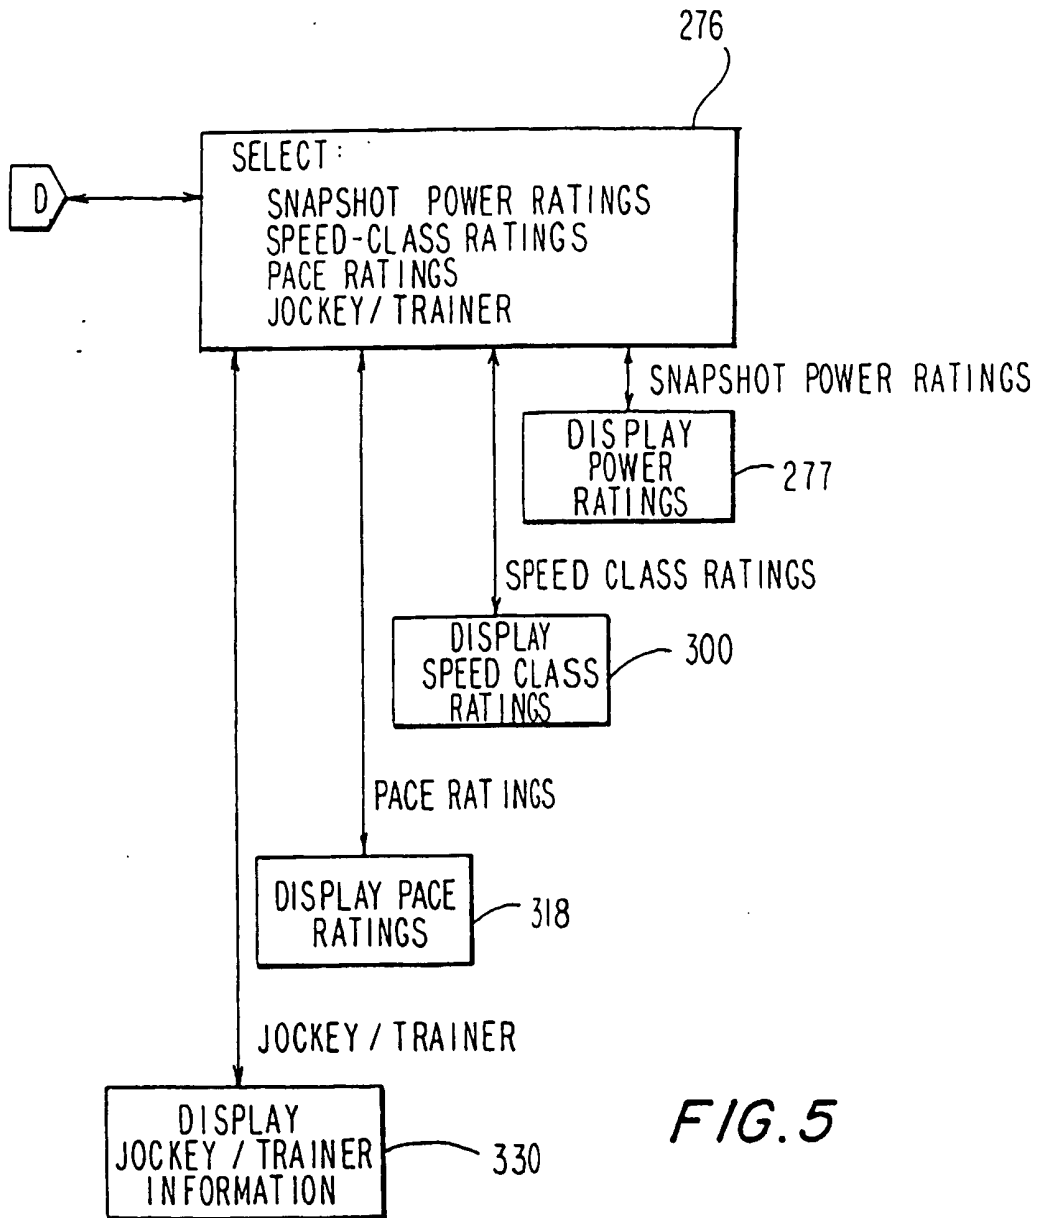 276
SELECT:
D
SNAPSHOT POWER RATINGS
SPEED-CLASS RATINGS
PACE RATINGS
JOCKEY/TRAINER
SNAPSHOT POWER RATINGS
DISPLAY
POWER
RATINGS
277
SPEED CLASS RATINGS
DISPLAY
SPEED CLASS
RATINGS
300
PACE RATINGS
DISPLAY PACE
RATINGS
318
JOCKEY / TRAINER
DISPLAY
JOCKEY / TRAINER
INFORMATION
330
FIG.5